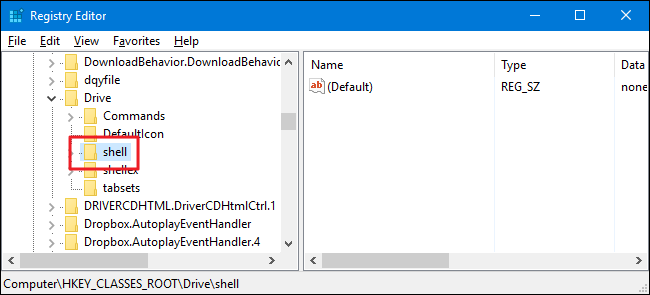 Registry Editor
File Edit View Favorites Help
DownloadBehavior.DownloadBehavio
dqyfile
Drive
Commands
DefaultIcon
shell
shellex
tabsets
DRIVERCDHTML.DriverCDHtmlCtrl.1
Dropbox.AutoplayEventHandler
Dropbox.AutoplayEventHandler.4
Name Type Data
ab (Default) REG_SZ none
Computer\HKEY_CLASSES_ROOT\Drive\shell